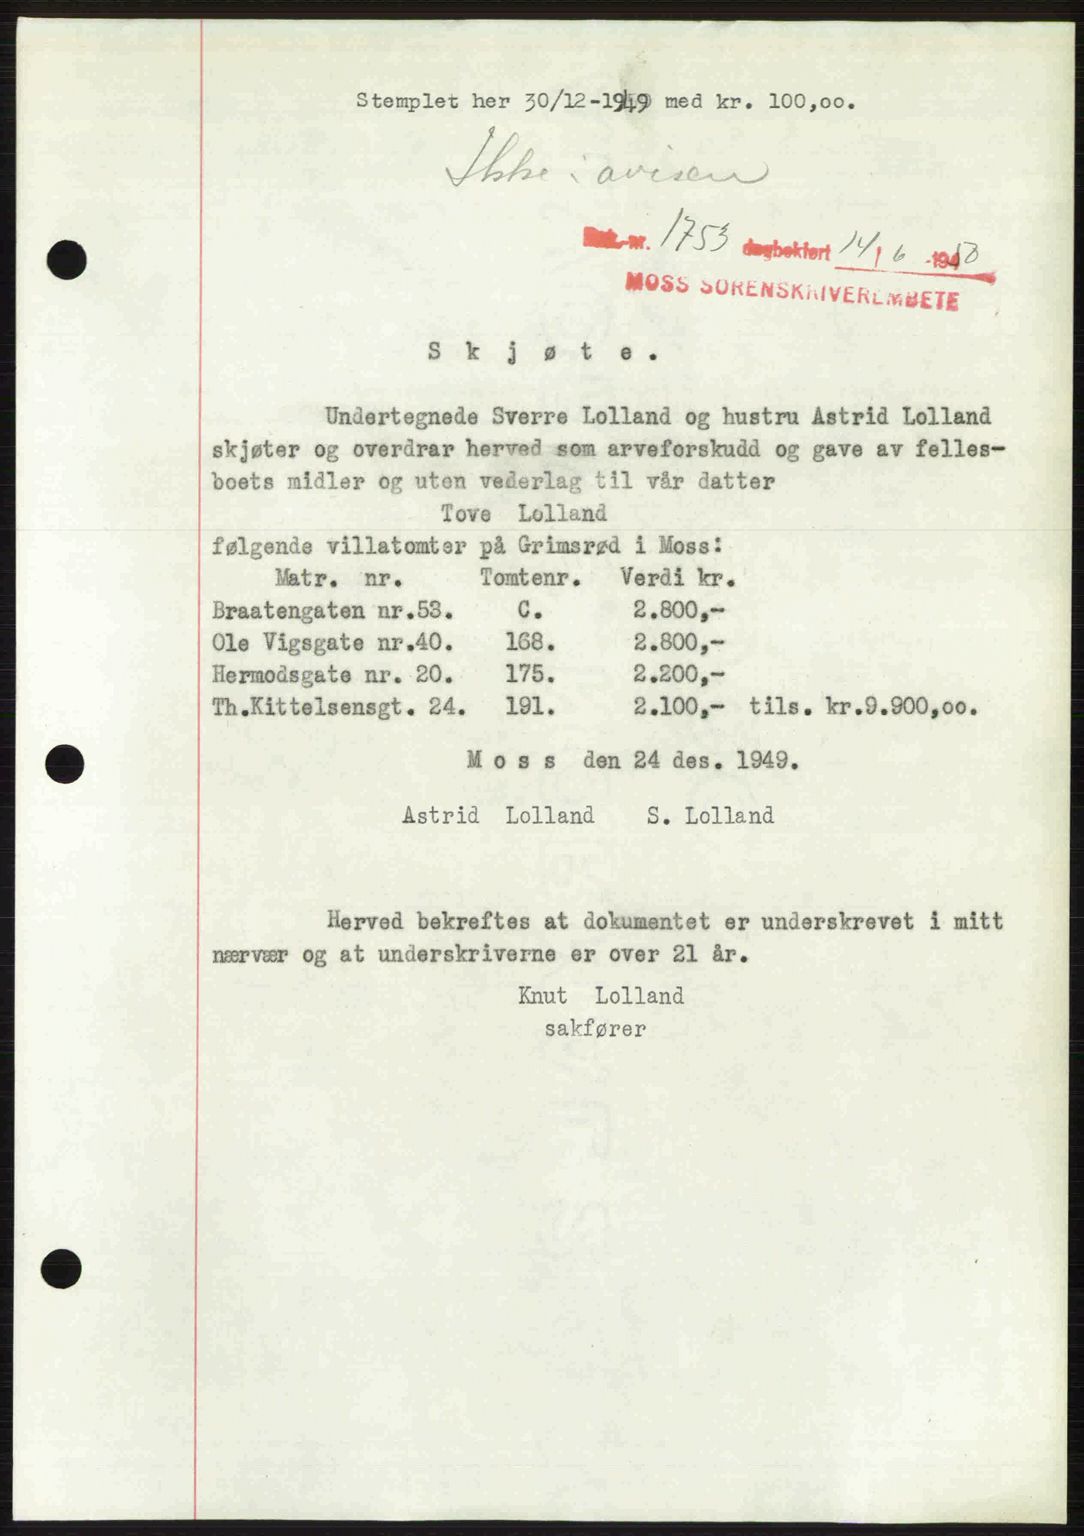 Stemplet her 30/12-1949 med kr. 100,oo.
Ikke i avisen
Ref.-nr. 1753 dagbokført 14/6 -1950
MOSS SORENSKRIVEREMBETE
S k j ø t e .
Undertegnede Sverre Lolland og hustru Astrid Lolland
skjøter og overdrar herved som arveforskudd og gave av felles-
boets midler og uten vederlag til vår datter
Tove Lolland
følgende villatomter på Grimsrød i Moss:
Matr. nr. Tomtenr. Verdi kr.
Braatengaten nr.53. C. 2.800,-
Ole Vigsgate nr.40. 168. 2.800,-
Hermodsgate nr. 20. 175. 2.200,-
Th.Kittelsensgt. 24. 191. 2.100,- tils. kr.9.900,oo.
M o s s den 24 des. 1949.
Astrid Lolland S. Lolland
Herved bekreftes at dokumentet er underskrevet i mitt
nærvær og at underskriverne er over 21 år.
Knut Lolland
sakfører